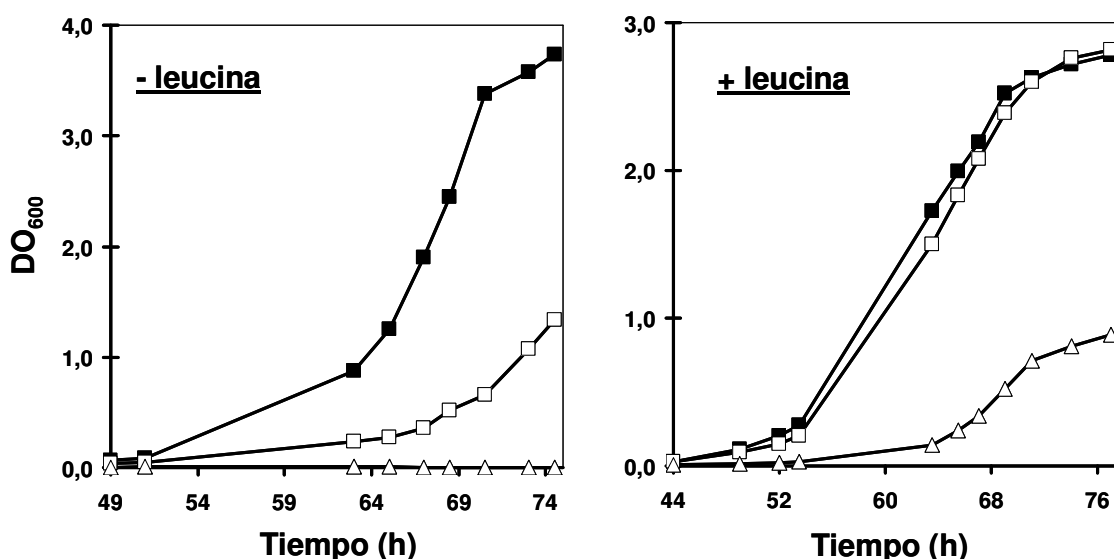 - leucina
4,0
3,0
2,0
1,0
0,0
DO600
49 54 59 64 69 74
Tiempo (h)
+ leucina
3,0
2,0
1,0
0,0
44 52 60 68 76
Tiempo (h)